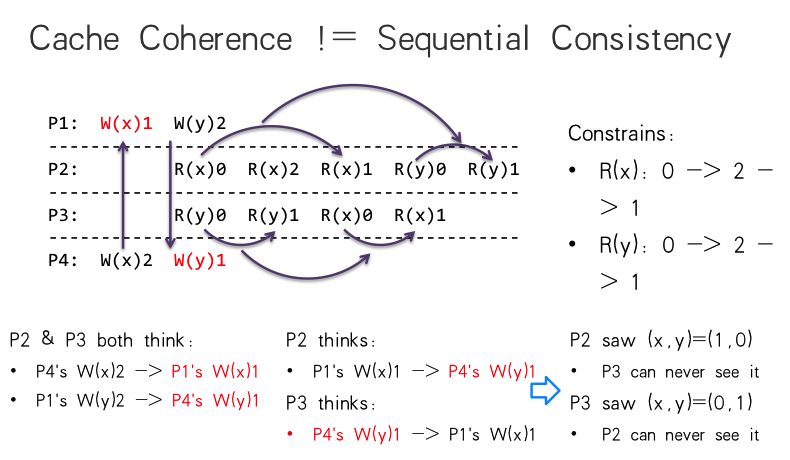 Cache Coherence != Sequential Consistency
P1: W(x)1 W(y)2
P2: R(x)0 R(x)2 R(x)1 R(y)0 R(y)1
P3: R(y)0 R(y)1 R(x)0 R(x)1
P4: W(x)2 W(y)1
Constrains:
• R(x): 0 -> 2 -
> 1
• R(y): 0 -> 2 -
> 1
P2 & P3 both think:
• P4's W(x)2 -> P1's W(x)1
• P1's W(y)2 -> P4's W(y)1
P2 thinks:
• P1's W(x)1 -> P4's W(y)1
P3 thinks:
• P4's W(y)1 -> P1's W(x)1
P2 saw (x,y)=(1,0)
• P3 can never see it
P3 saw (x,y)=(0,1)
• P2 can never see it